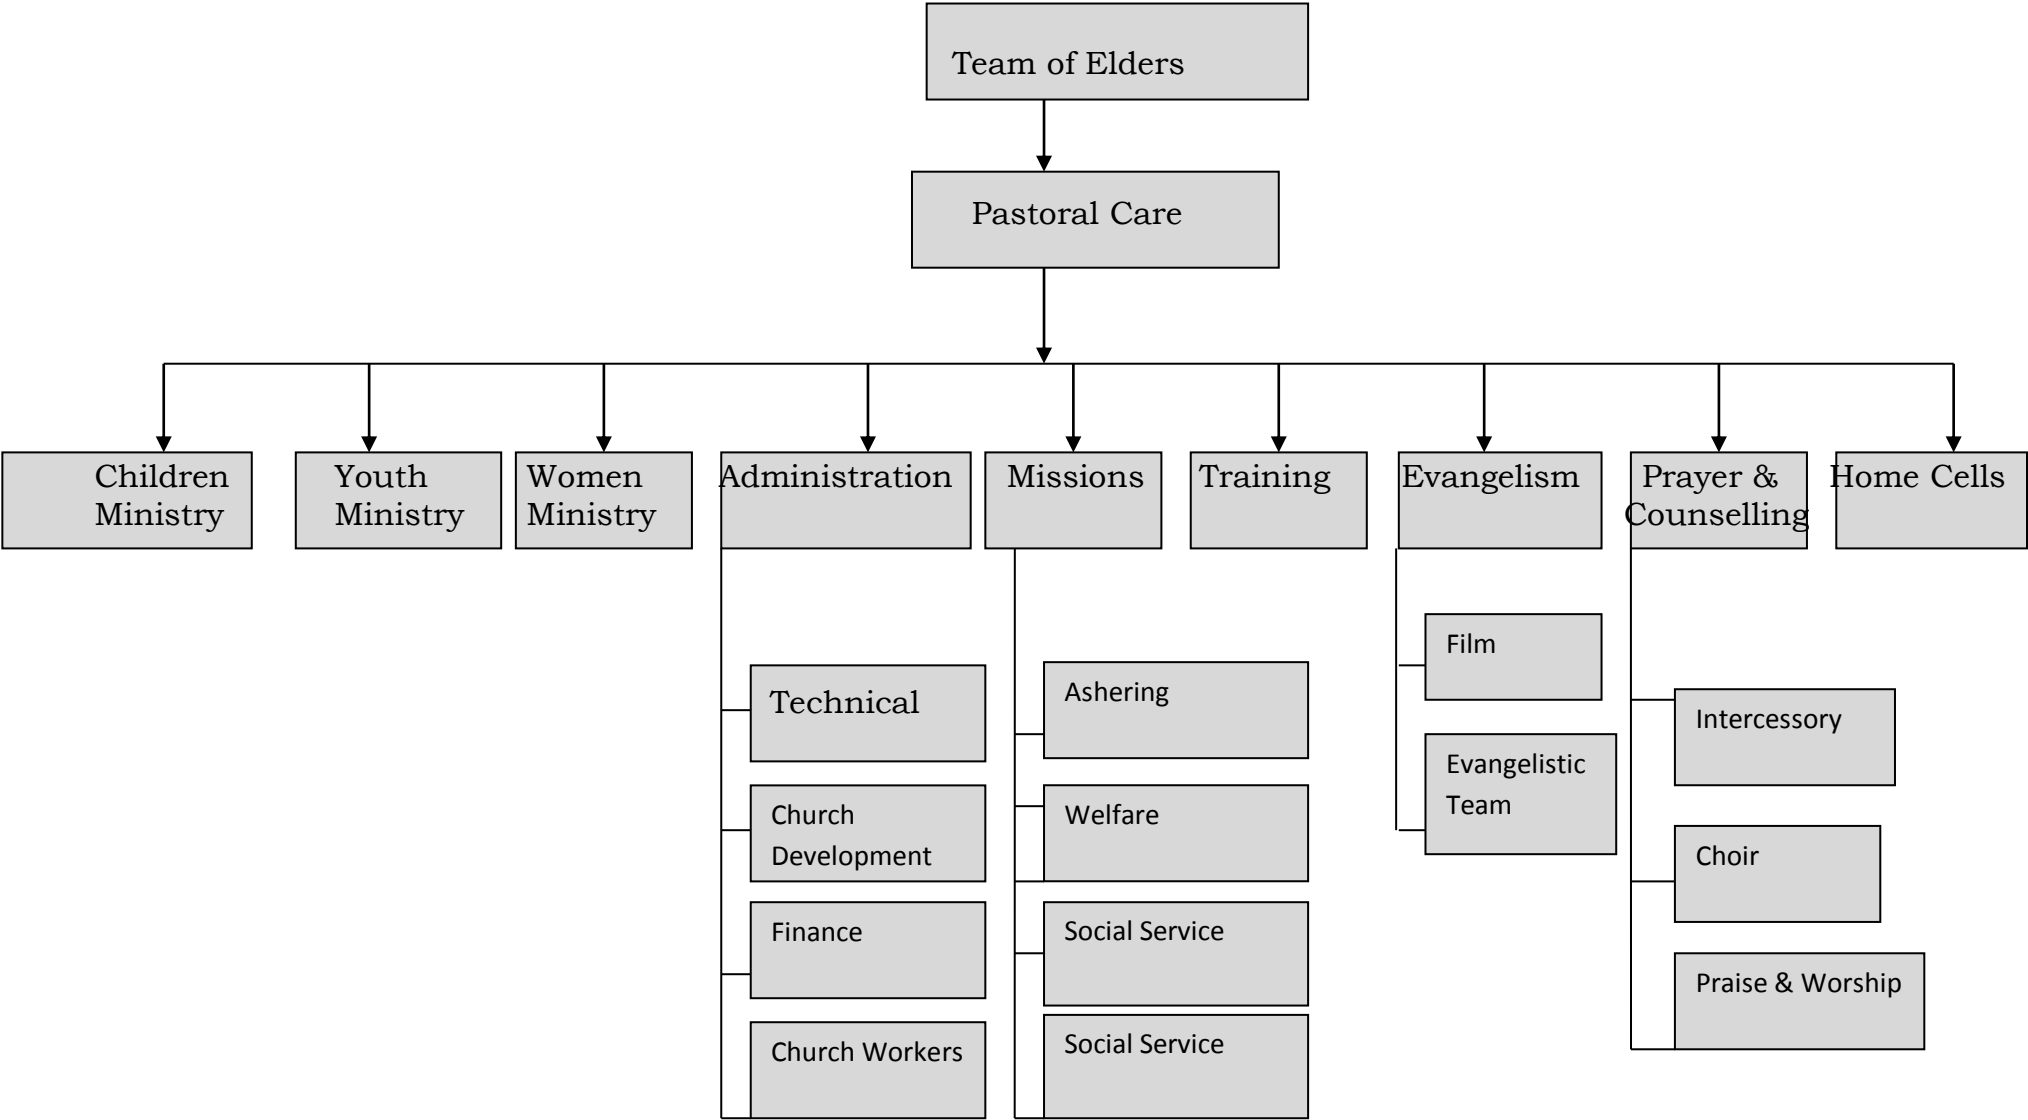 Team of Elders
Pastoral Care
Children
Ministry
Youth
Ministry
Women
Ministry
Administration
Missions
Training
Evangelism
Prayer &
Counselling
Home Cells
Technical
Church
Development
Finance
Church Workers
Ashering
Welfare
Social Service
Social Service
Film
Evangelistic
Team
Intercessory
Choir
Praise & Worship